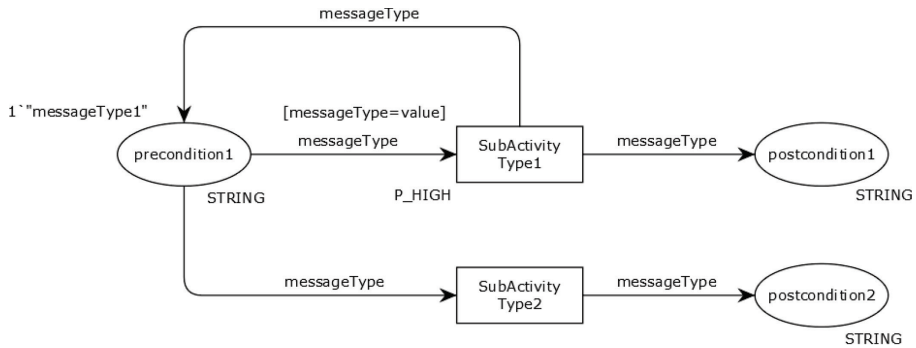 messageType
1`"messageType1"
[messageType=value]
precondition1
messageType
SubActivity
Type1
messageType
postcondition1
STRING
P_HIGH
STRING
messageType
SubActivity
Type2
messageType
postcondition2
STRING